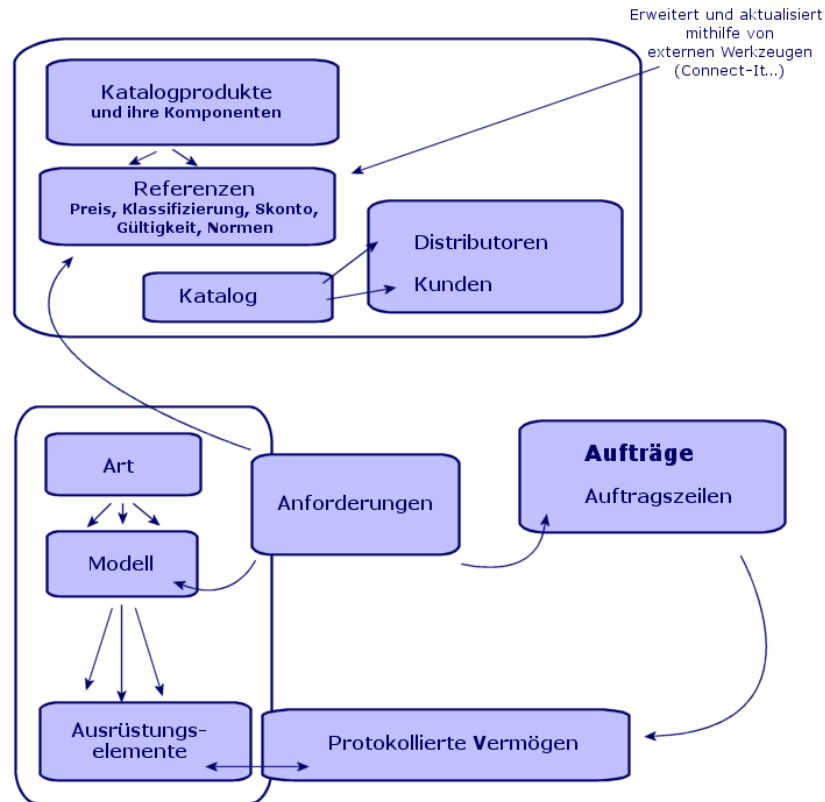 Erweitert und aktualisiert
mithilfe von
externen Werkzeugen
(Connect-It...)
Katalogprodukte
und ihre Komponenten
Referenzen
Preis, Klassifizierung, Skonto,
Gültigkeit, Normen
Distributoren
Kunden
Katalog
Art
Modell
Anforderungen
Aufträge
Auftragszeilen
Ausrüstungs-
elemente
Protokollierte Vermögen